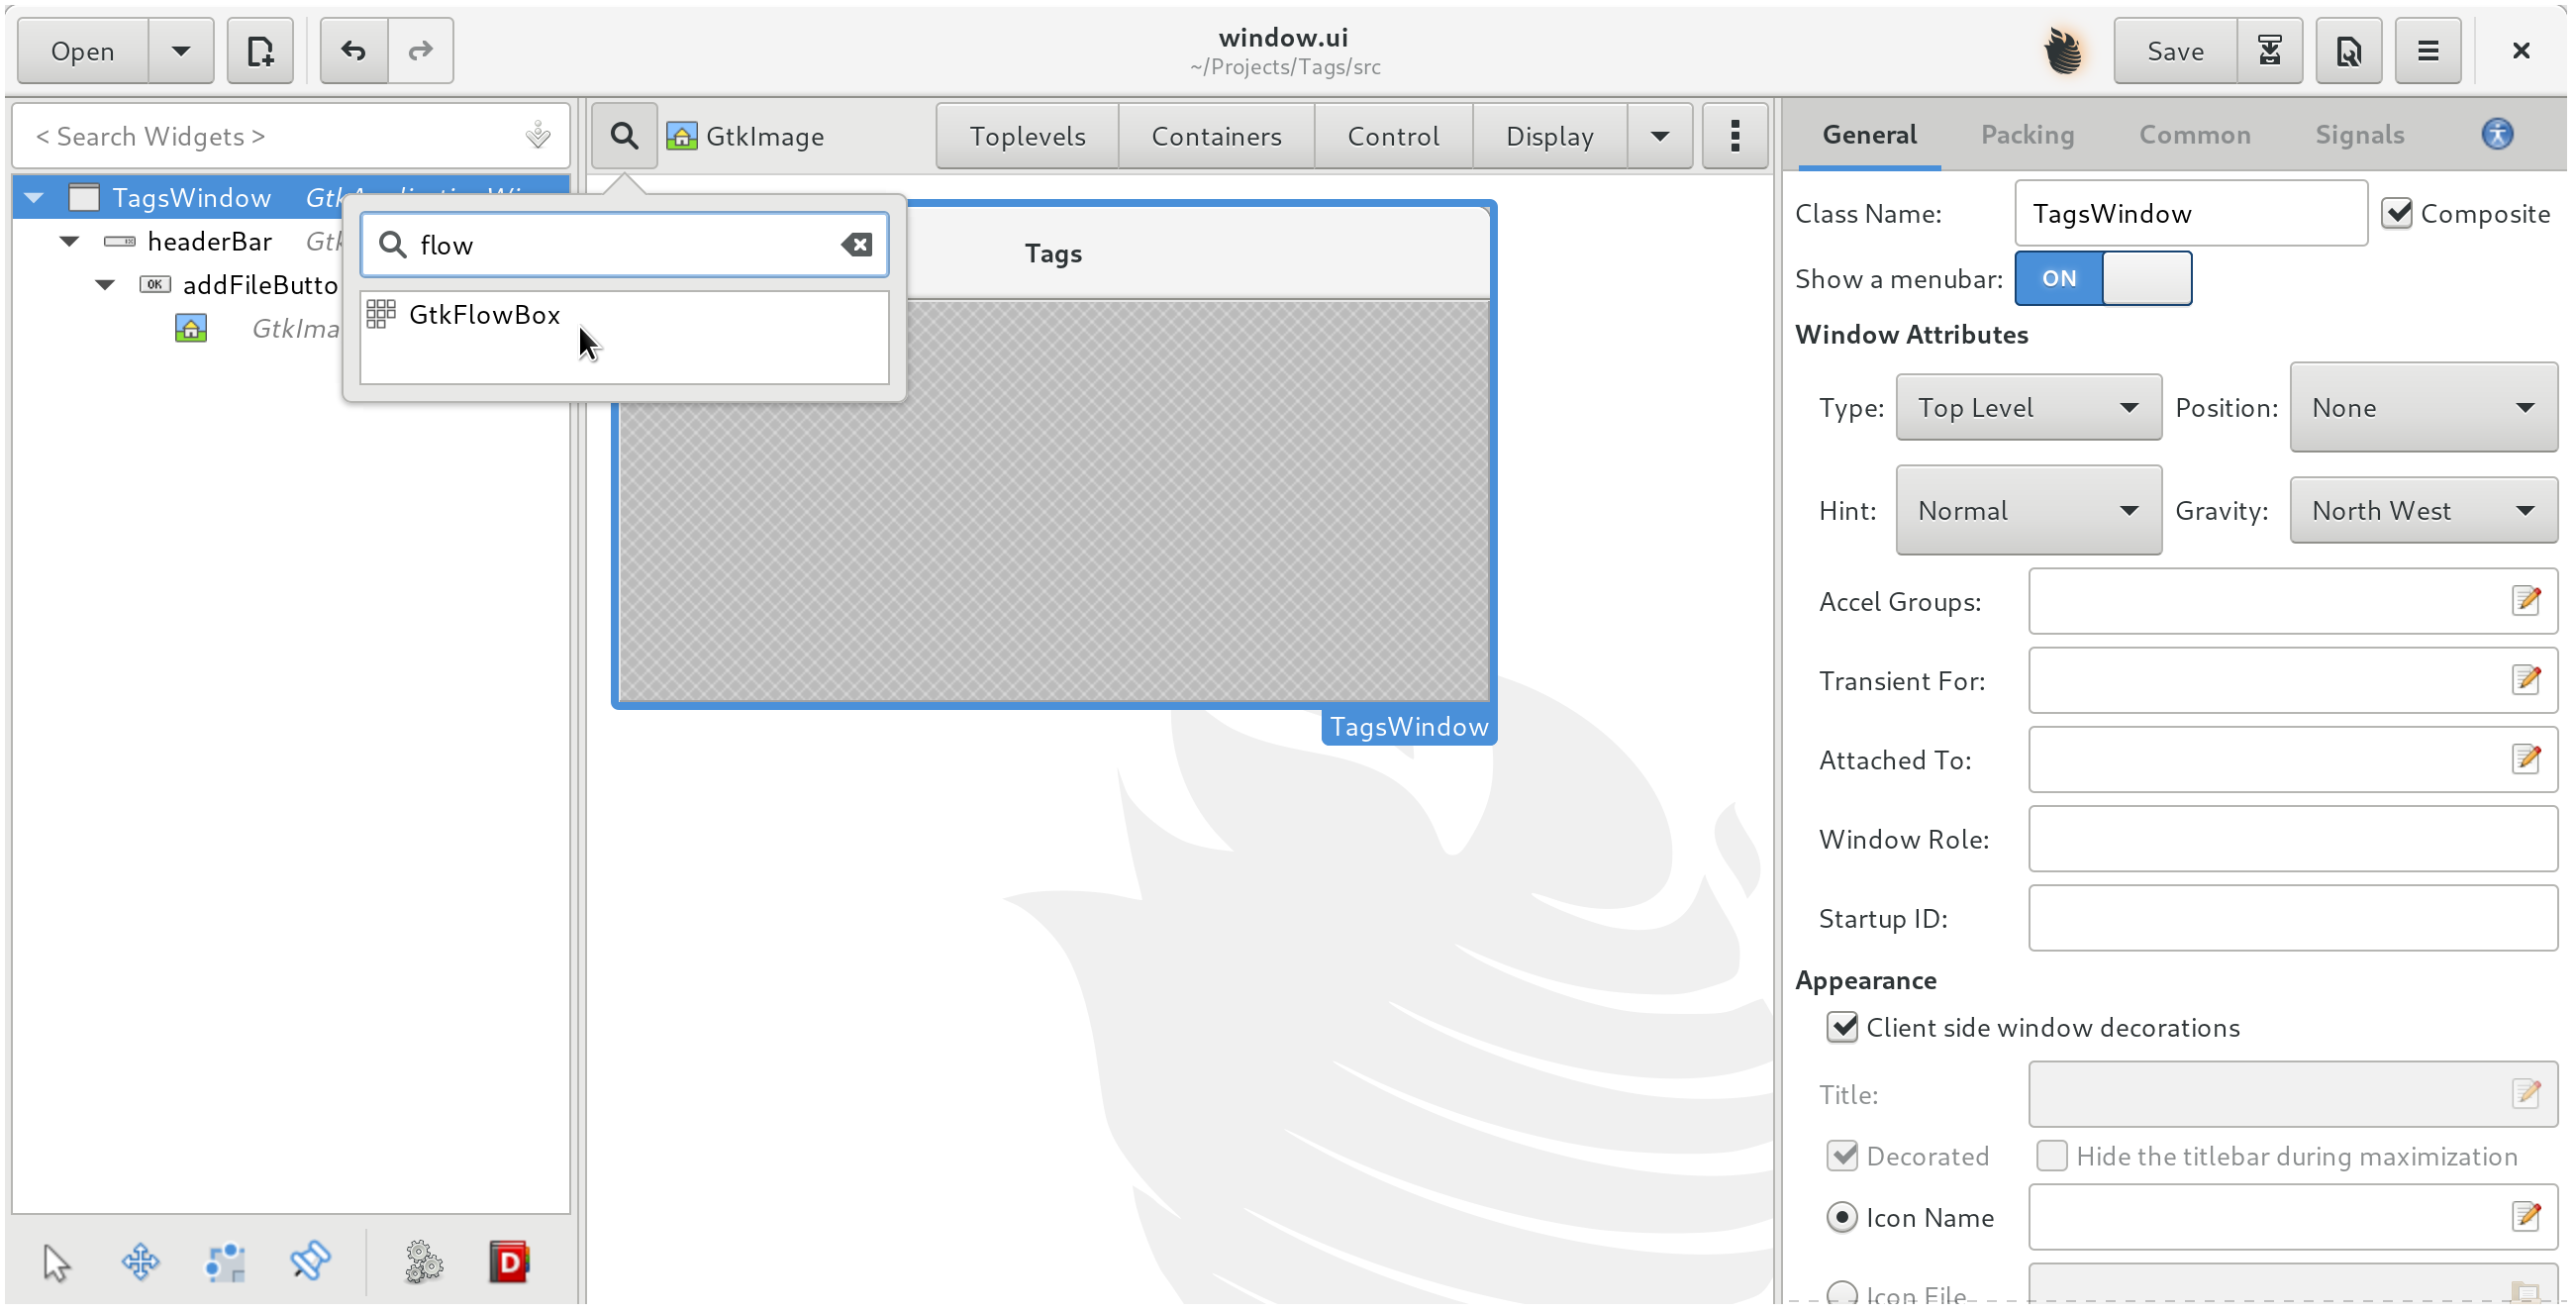 Open
window.ui
~/Projects/Tags/src
Save
< Search Widgets >
TagsWindow
headerBar
OK
addFileButto
GtkIma
flow
GtkFlowBox
GtkImage
Toplevels
Containers
Control
Display
Tags
TagsWindow
General
Packing
Common
Signals
Class Name:
TagsWindow
Composite
Show a menubar:
ON
Window Attributes
Type:
Top Level
Position:
None
Hint:
Normal
Gravity:
North West
Accel Groups:
Transient For:
Attached To:
Window Role:
Startup ID:
Appearance
Client side window decorations
Title:
Decorated
Hide the titlebar during maximization
Icon Name
Icon File
D